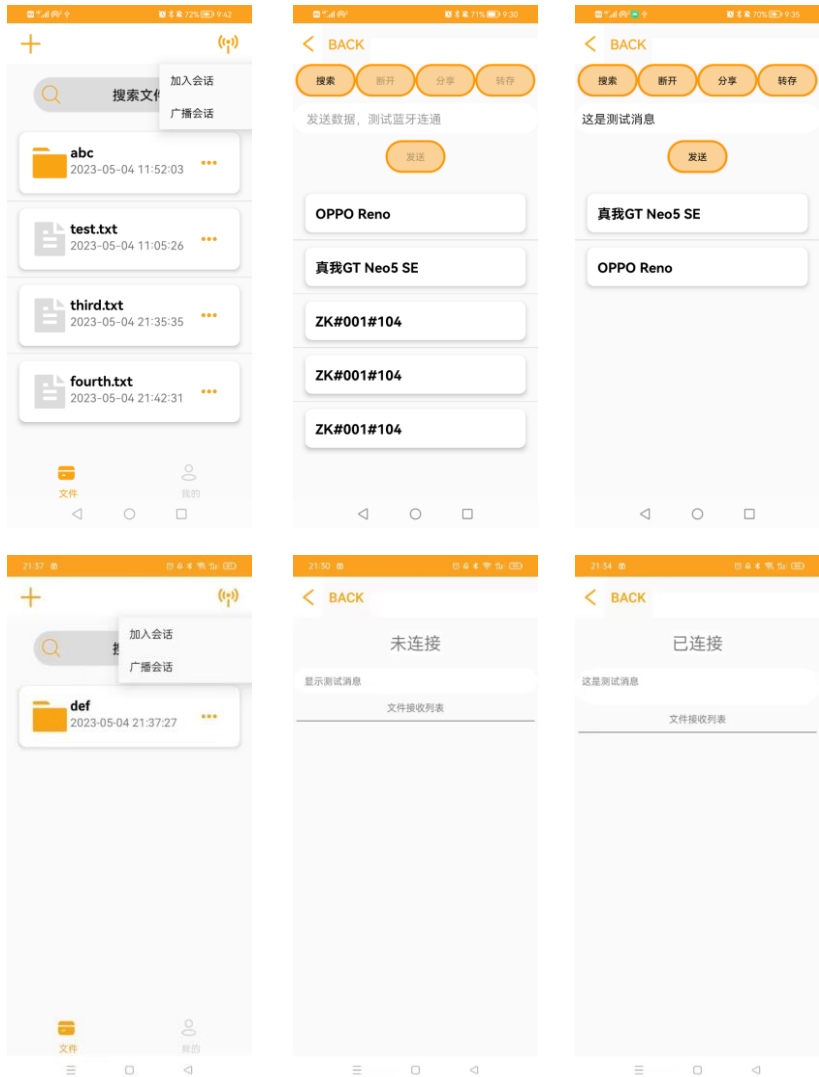 72% 9:42
加入会话
广播会话
搜索文件
abc
2023-05-04 11:52:03
test.txt
2023-05-04 11:05:26
third.txt
2023-05-04 21:35:35
fourth.txt
2023-05-04 21:42:31
文件
我的
71% 9:30
BACK
搜索
断开
分享
转存
发送数据，测试蓝牙连通
发送
OPPO Reno
真我GT Neo5 SE
ZK#001#104
ZK#001#104
ZK#001#104
70% 9:35
BACK
搜索
断开
分享
转存
这是测试消息
发送
真我GT Neo5 SE
OPPO Reno
21:37
加入会话
广播会话
def
2023-05-04 21:37:27
文件
我的
21:30
BACK
未连接
显示测试消息
文件接收列表
21:34
BACK
已连接
这是测试消息
文件接收列表